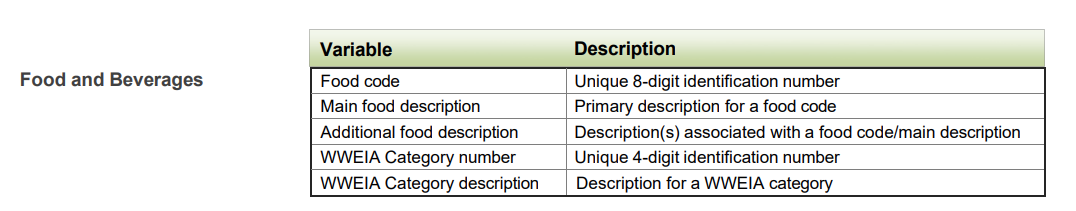 Variable Description
Food and Beverages
Food code Unique 8-digit identification number
Main food description Primary description for a food code
Additional food description Description(s) associated with a food code/main description
WWEIA Category number Unique 4-digit identification number
WWEIA Category description Description for a WWEIA category